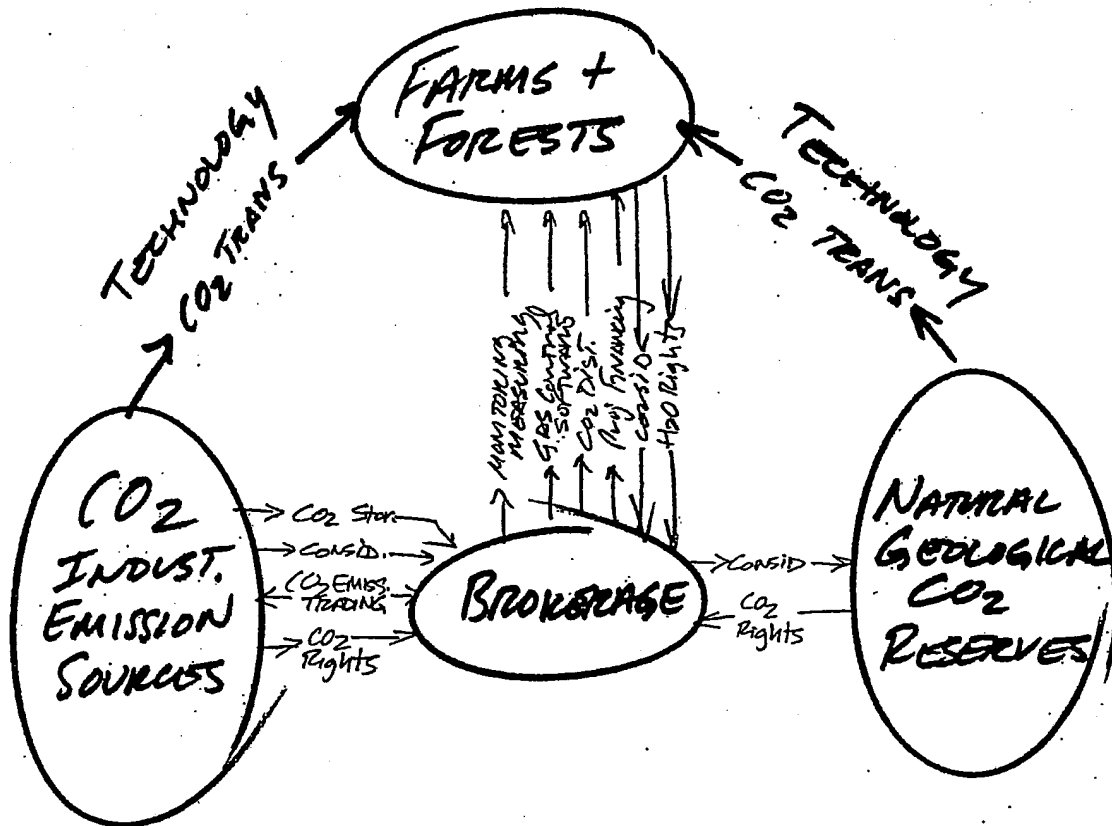 FARMS +
FORESTS
TECHNOLOGY
CO2 TRANS
TECHNOLOGY
CO2 TRANS
MONITORING
MEASURING
GAS CONTROL
SOFTWARE
CO2 DIST.
Proj FINANCING
CONSID
H2O Rights
CO2
INDUST.
EMISSION
SOURCES
CO2 Stor.
CONSID.
CO2 EMISS.
TRADING
CO2
Rights
BROKERAGE
CONSID
CO2
Rights
NATURAL
GEOLOGICAL
CO2
RESERVES